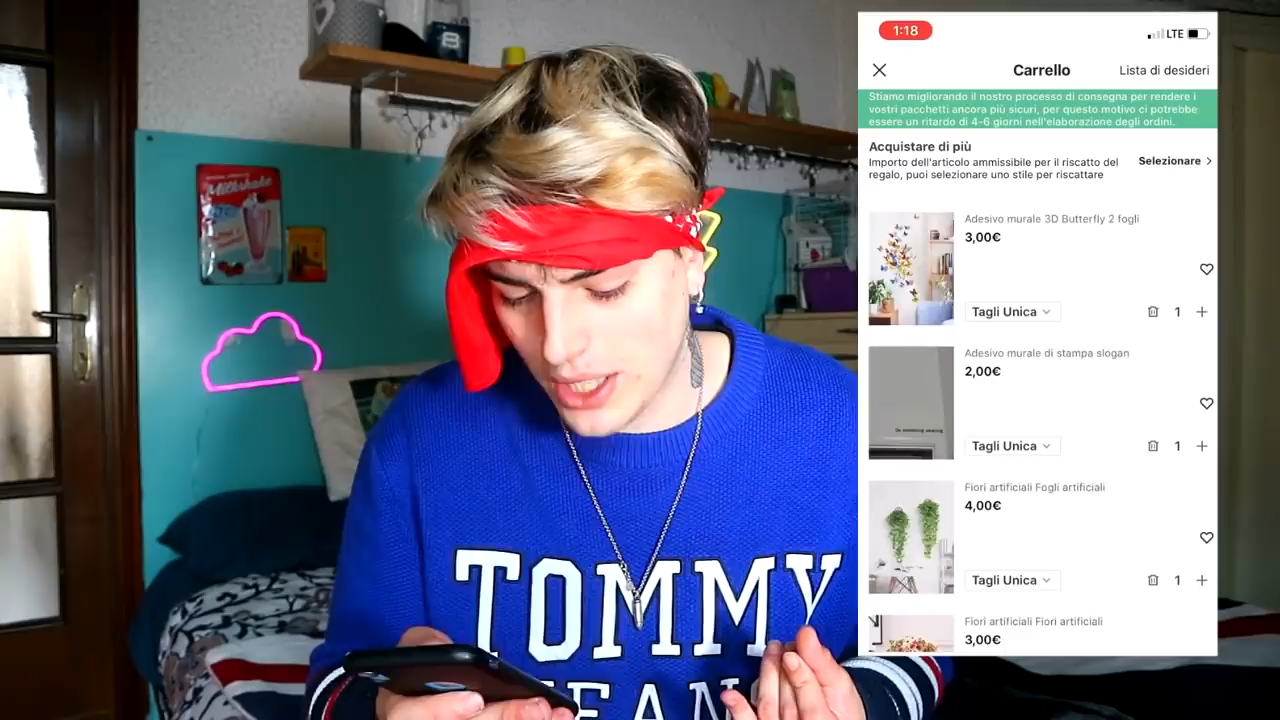 1:18
LTE
Carrello
Lista di desideri
Stiamo migliorando il nostro processo di consegna per rendere i
vostri pacchetti ancora più sicuri, per questo motivo ci potrebbe
essere un ritardo di 4-6 giorni nell'elaborazione degli ordini.
Acquistare di più
Importo dell'articolo ammissibile per il riscatto del
regalo, puoi selezionare uno stile per riscattare
Selezionare
Adesivo murale 3D Butterfly 2 fogli
3,00€
Tagli Unica
1
Adesivo murale di stampa slogan
2,00€
Tagli Unica
1
Fiori artificiali Fogli artificiali
4,00€
Tagli Unica
1
Fiori artificiali Fiori artificiali
3,00€
Milkshake
TOMMY
JEANS